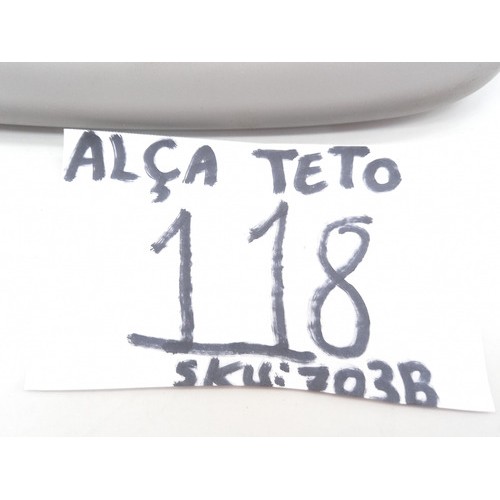 ALÇA TETO
118
SKU: 703B